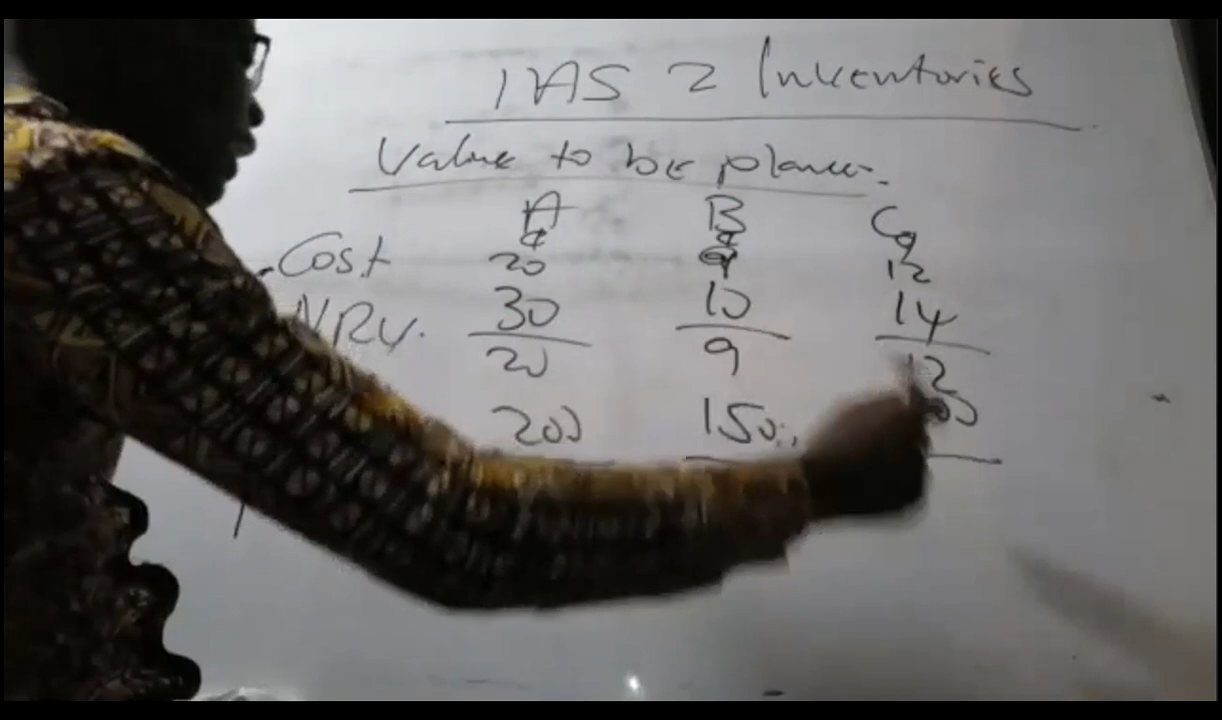 IAS 2 Inventories
Value to be
A B C
¢ ¢ ¢
Cost 20 9 12
NRV. 30 10 14
20 9 12
200 150